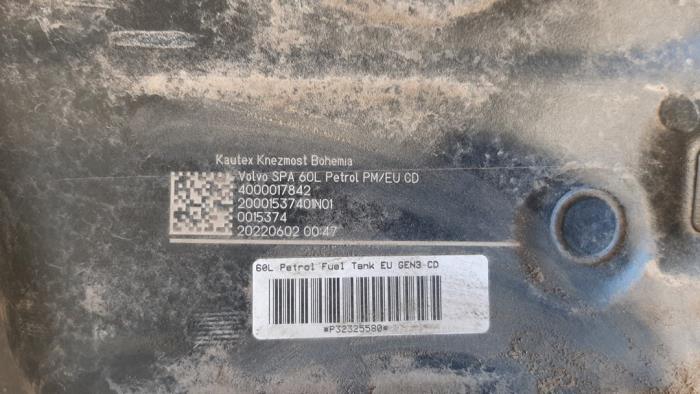 Kautex Knezmost Bohemia
Volvo SPA 60L Petrol PM/EU CD
4000017842
20001537401N01
0015374
20220602 00:47
60L Petrol Fuel Tank EU GEN3 CD
*P32325580*